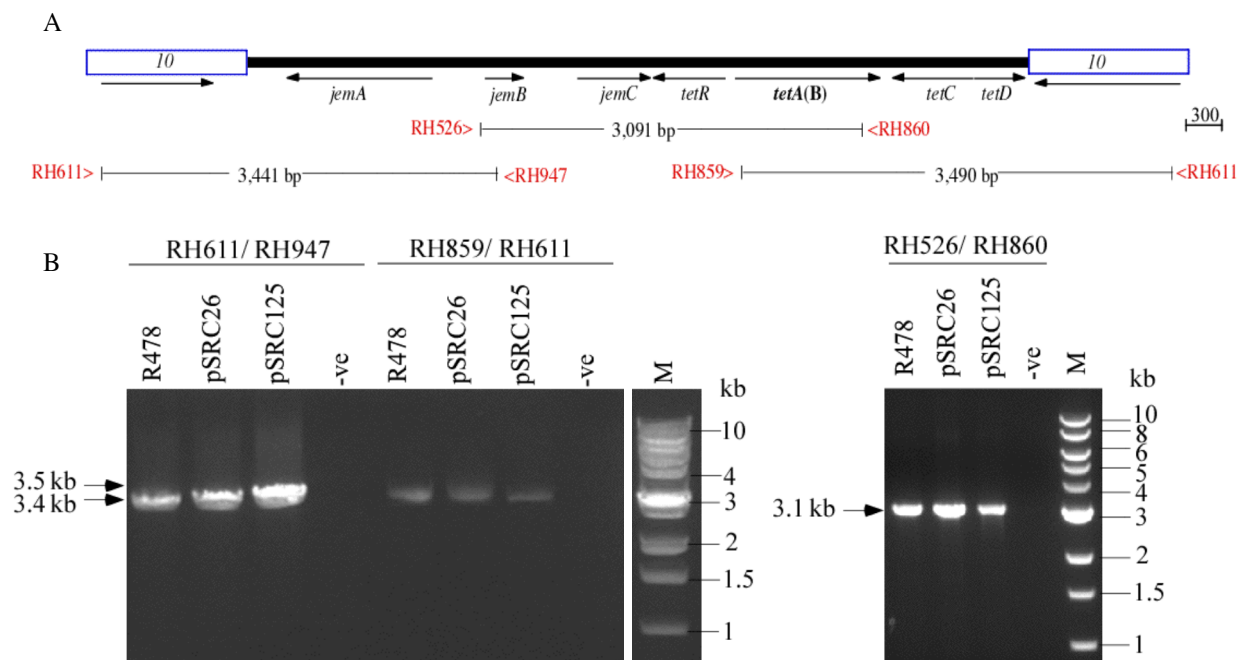 A
10 10
jemA jemB jemC tetR tetA(B) tetC tetD
RH526> 3,091 bp <RH860 300
RH611> 3,441 bp <RH947 RH859> 3,490 bp <RH611
B
RH611/ RH947 RH859/ RH611 RH526/ RH860
R478 pSRC26 pSRC125 -ve R478 pSRC26 pSRC125 -ve M kb
R478 pSRC26 pSRC125 -ve M kb
3.5 kb
3.4 kb
10
4
3
2
1.5
1
3.1 kb
10
8
6
5
4
3
2
1.5
1